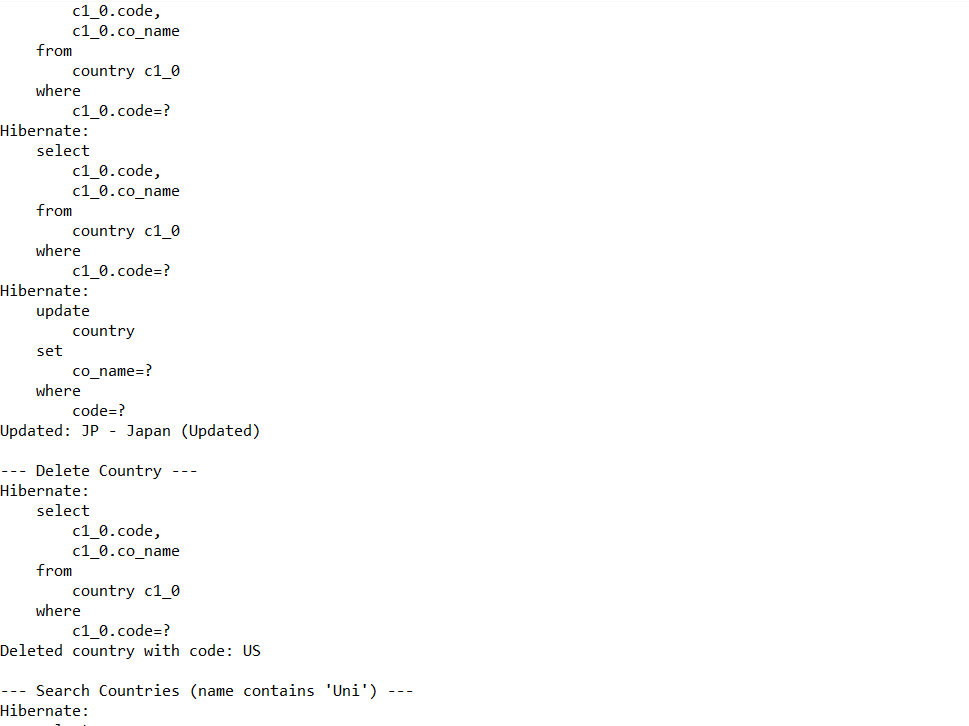 c1_0.code,
c1_0.co_name
from
country c1_0
where
c1_0.code=?
Hibernate:
select
c1_0.code,
c1_0.co_name
from
country c1_0
where
c1_0.code=?
Hibernate:
update
country
set
co_name=?
where
code=?
Updated: JP - Japan (Updated)
--- Delete Country ---
Hibernate:
select
c1_0.code,
c1_0.co_name
from
country c1_0
where
c1_0.code=?
Deleted country with code: US
--- Search Countries (name contains 'Uni') ---
Hibernate: